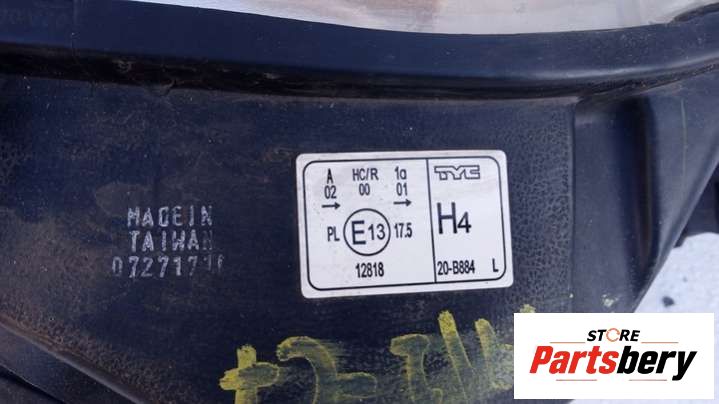 MADE IN
TAIWAN
A HC/R 1a
02 00 01
→ →
PL E13 17.5
12818
TYC
H4
20-B884 L
STORE
Partsbery